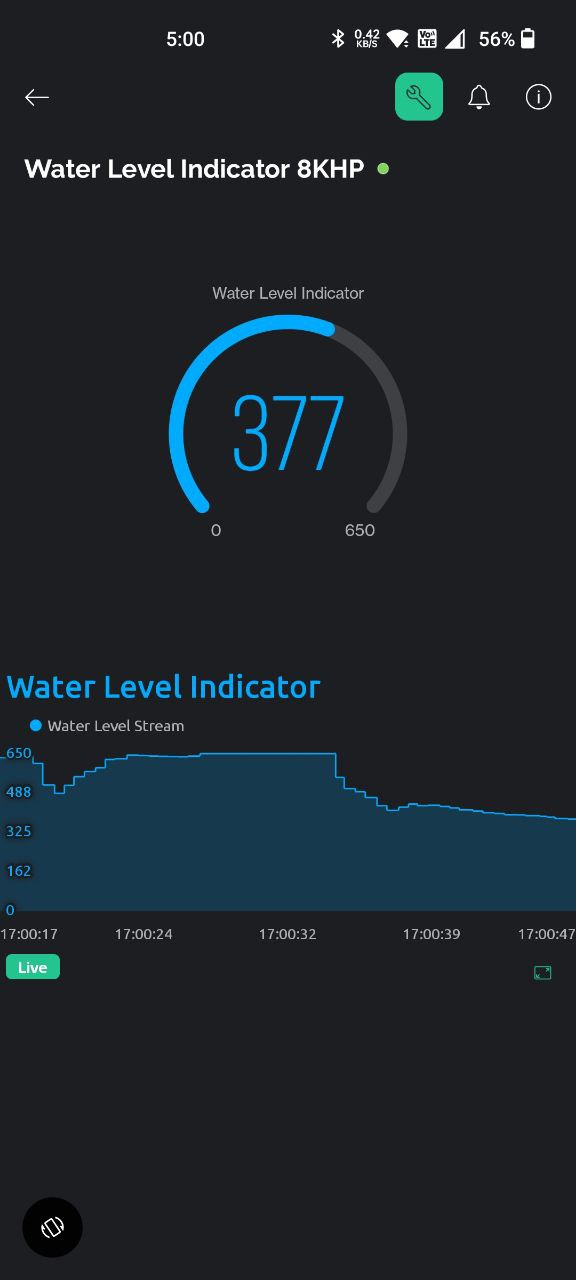 5:00
0.42
KB/S
Vo
LTE
56%
Water Level Indicator 8KHP
Water Level Indicator
377
0
650
Water Level Indicator
Water Level Stream
650
488
325
162
0
17:00:17 17:00:24 17:00:32 17:00:39 17:00:47
Live